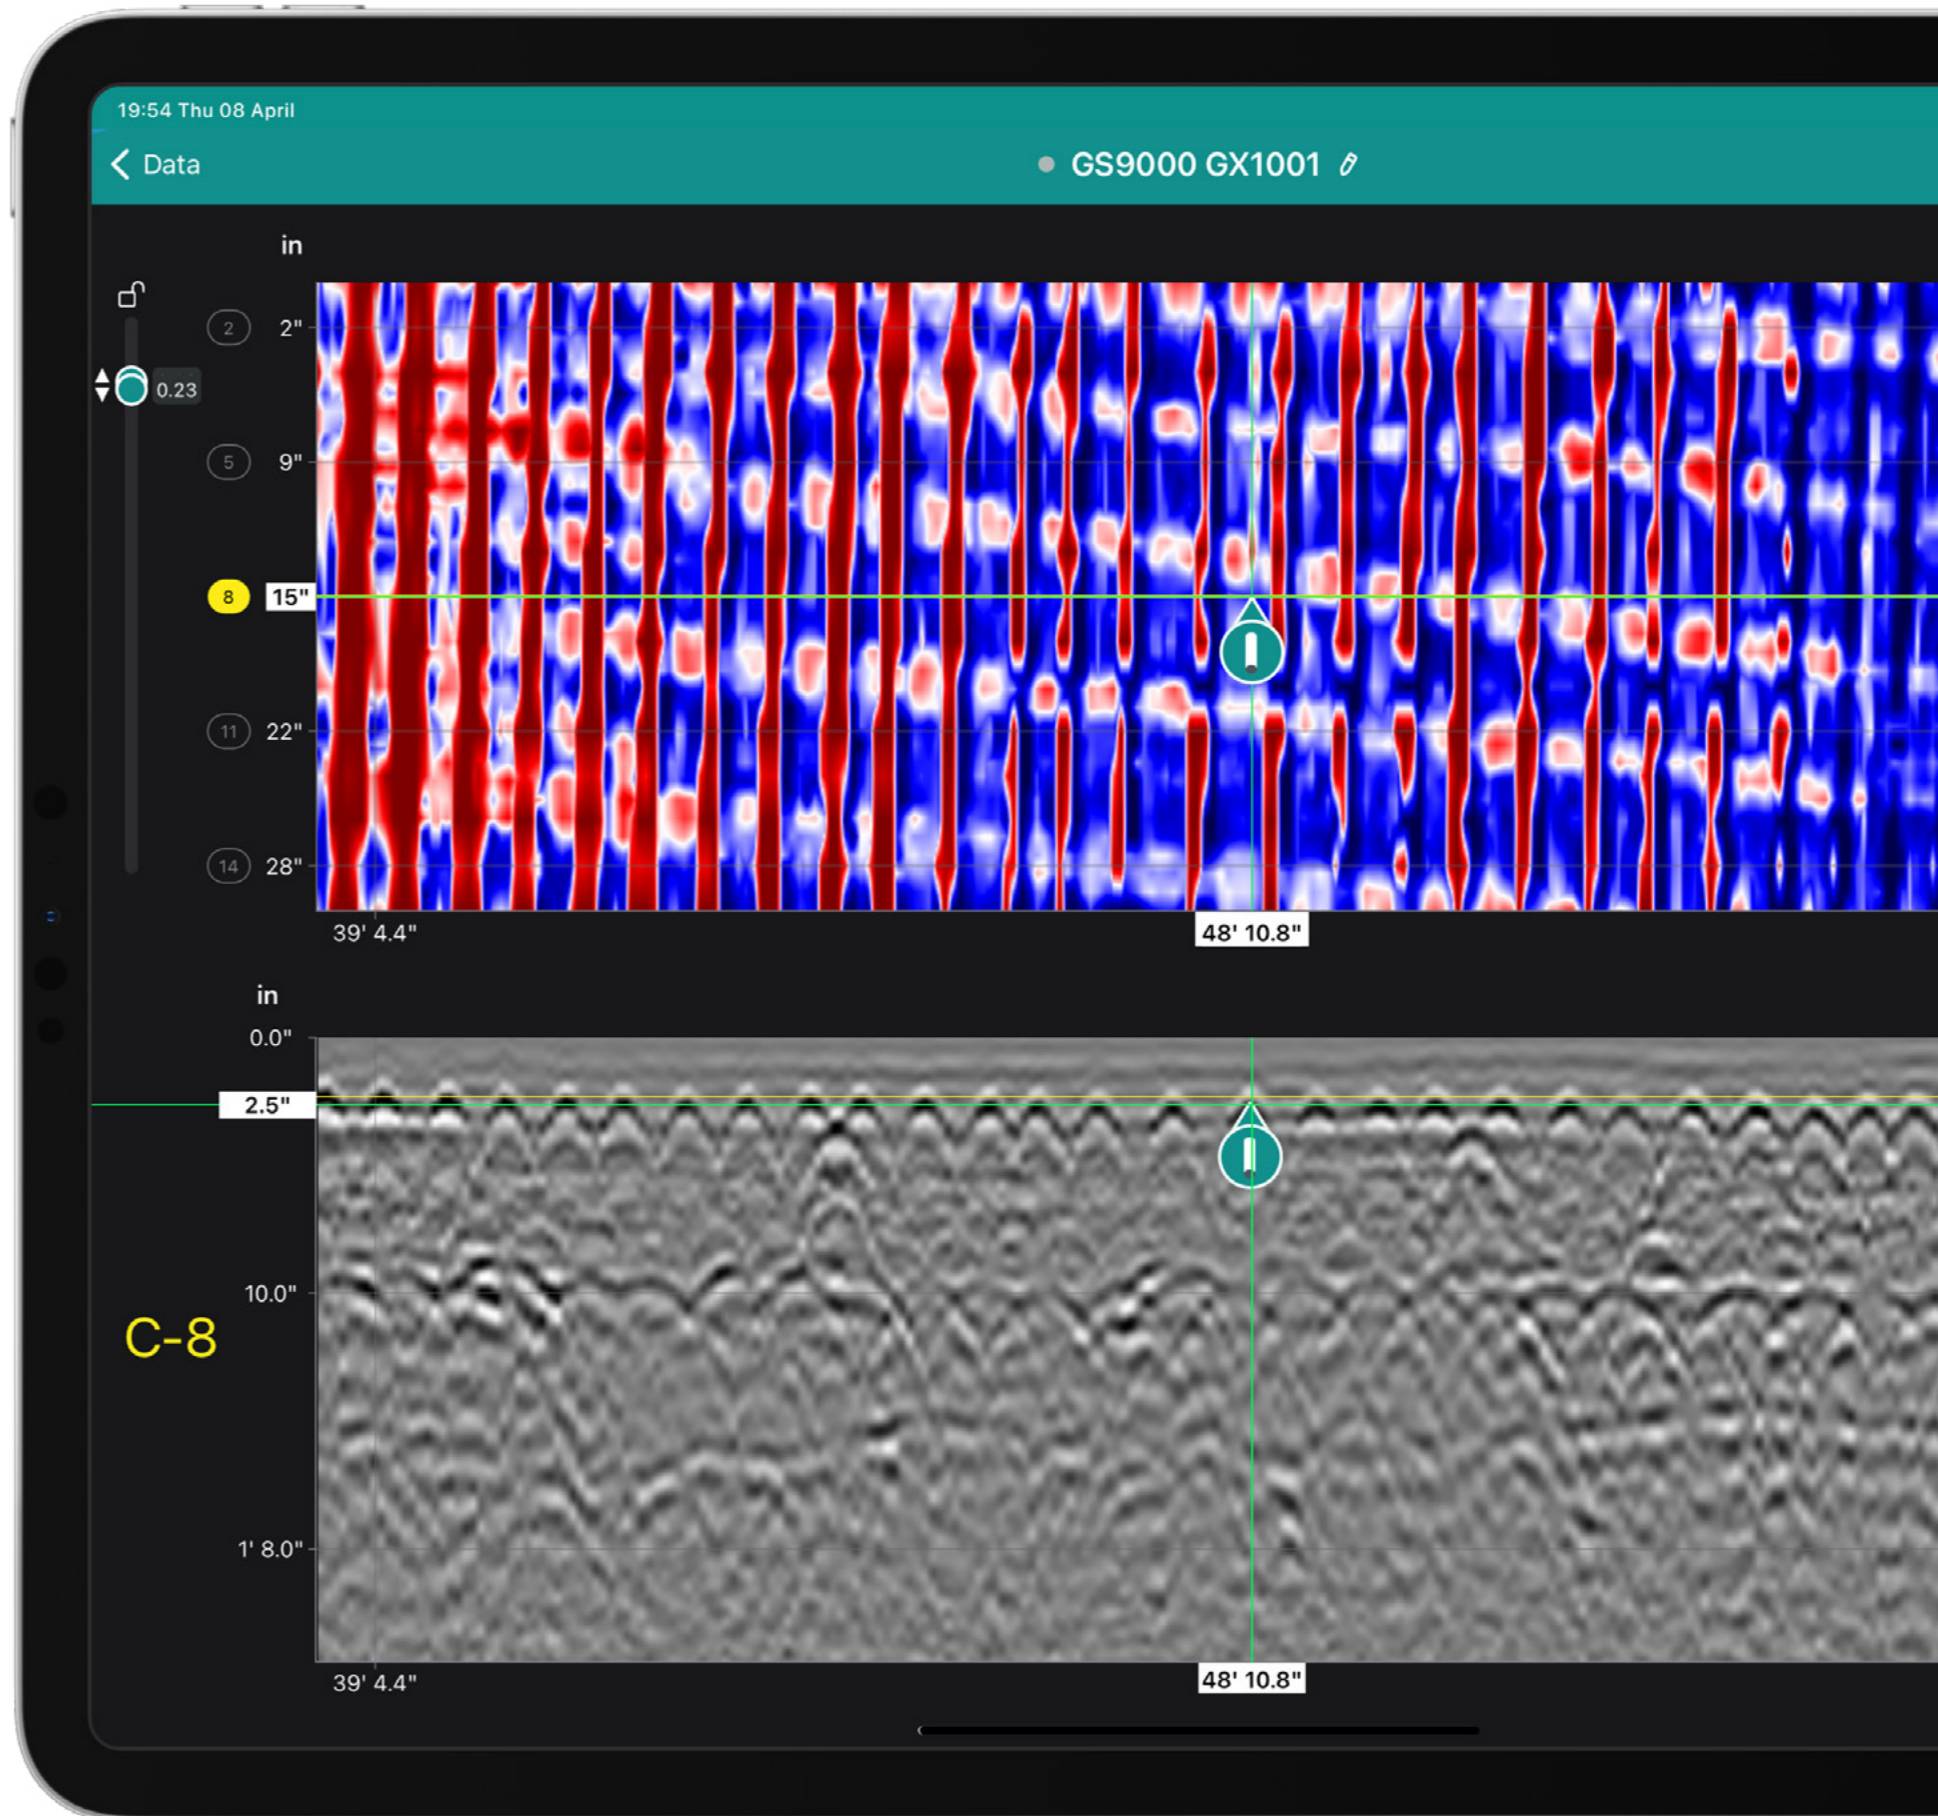 19:54 Thu 08 April
Data
GS9000 GX1001
in
2 2"
0.23
5 9"
8 15"
11 22"
14 28"
39' 4.4" 48' 10.8"
in
0.0"
2.5"
10.0"
C-8
1' 8.0"
39' 4.4" 48' 10.8"